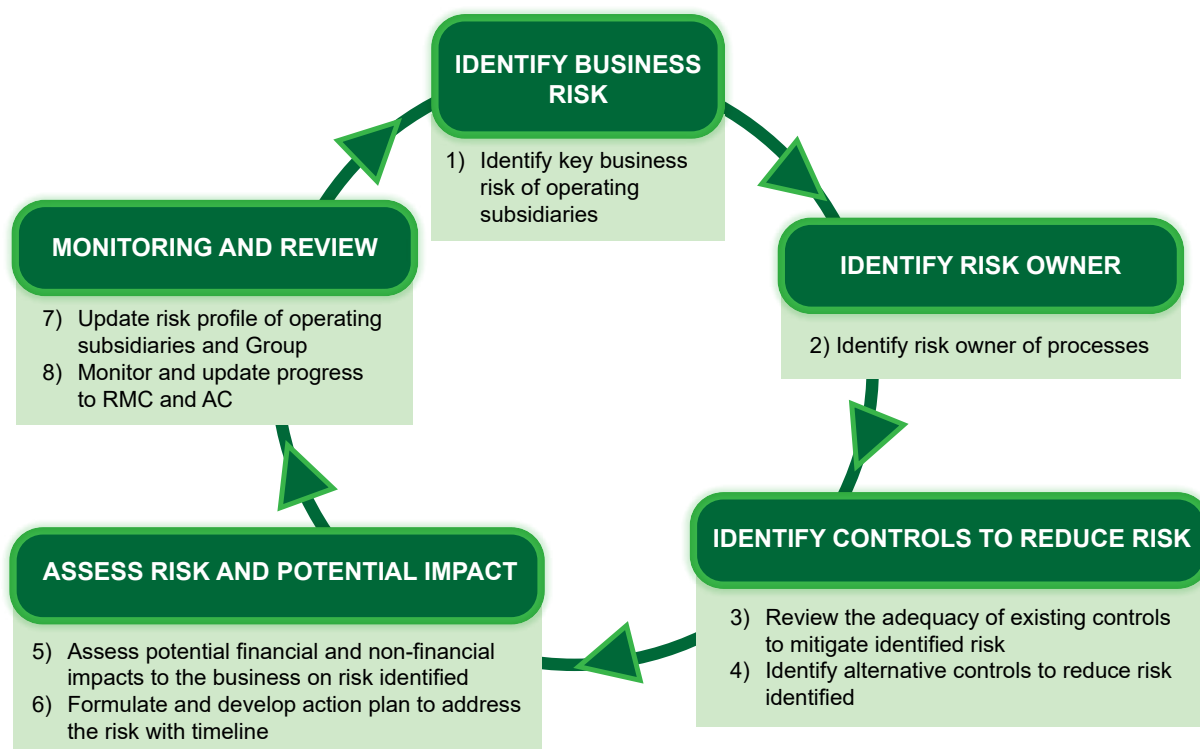 IDENTIFY BUSINESS
RISK
1) Identify key business
risk of operating
subsidiaries
IDENTIFY RISK OWNER
2) Identify risk owner of processes
IDENTIFY CONTROLS TO REDUCE RISK
3) Review the adequacy of existing controls
to mitigate identified risk
4) Identify alternative controls to reduce risk
identified
ASSESS RISK AND POTENTIAL IMPACT
5) Assess potential financial and non-financial
impacts to the business on risk identified
6) Formulate and develop action plan to address
the risk with timeline
MONITORING AND REVIEW
7) Update risk profile of operating
subsidiaries and Group
8) Monitor and update progress
to RMC and AC